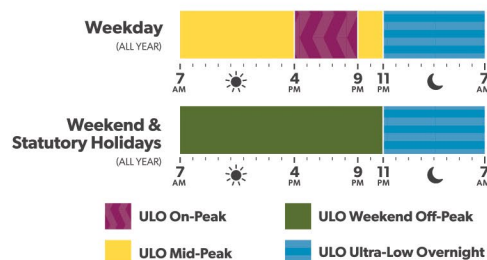 Weekday
(ALL YEAR)
7 4 9 11 7
AM PM PM PM AM
Weekend &
Statutory Holidays
(ALL YEAR)
7 4 9 11 7
AM PM PM PM AM
ULO On-Peak
ULO Weekend Off-Peak
ULO Mid-Peak
ULO Ultra-Low Overnight